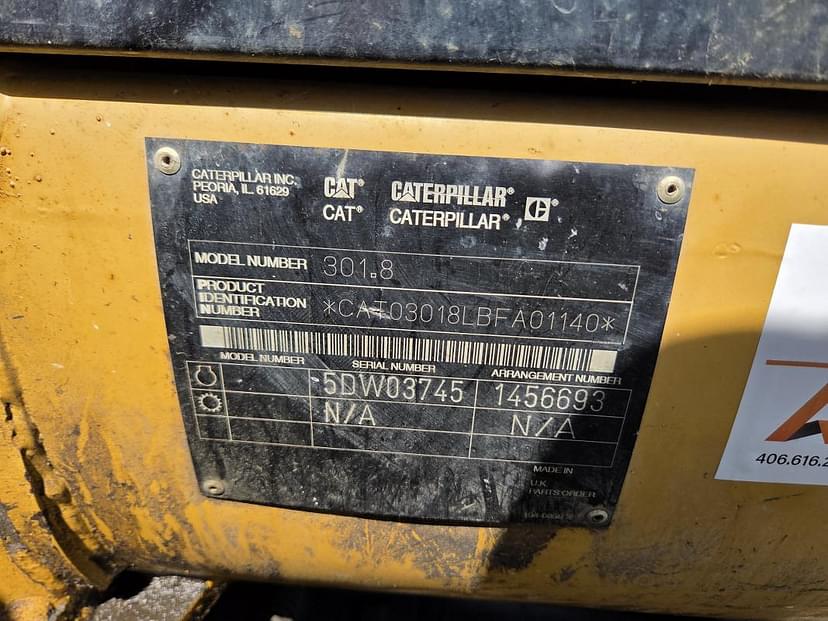 CATERPILLAR INC.
PEORIA, IL. 61629
USA
CAT® CATERPILLAR®
CAT® CATERPILLAR®
MODEL NUMBER 301.8
PRODUCT
IDENTIFICATION
NUMBER *CAT03018LBFA01140*
MODEL NUMBER SERIAL NUMBER ARRANGEMENT NUMBER
5DW03745 1456693
N/A N/A
MADE IN
U.K.
PARTS ORDER
406.616.2